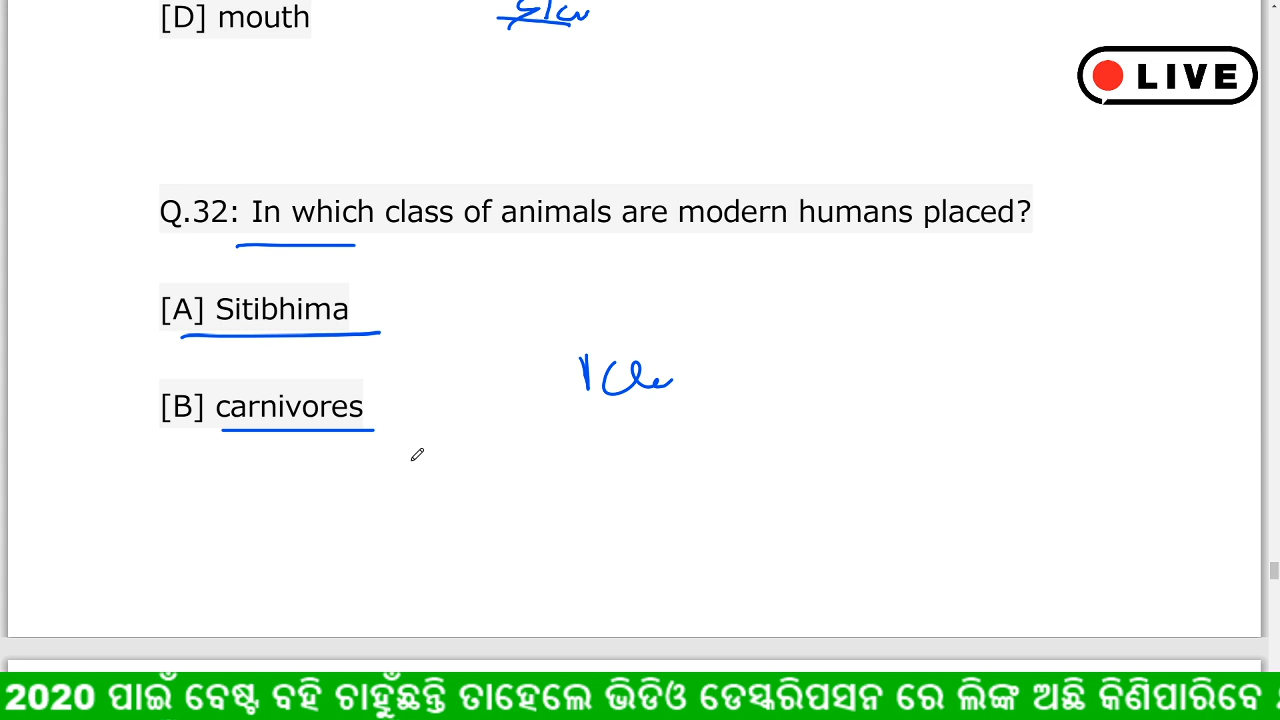 [D] mouth
LIVE
Q.32: In which class of animals are modern humans placed?
[A] Sitibhima
[B] carnivores
2020 ପାଇଁ ବେଷ୍ଟ ବହି ଚାହୁଁଛନ୍ତି ତାହେଲେ ଭିଡିଓ ଡେସ୍କରିପସନ ରେ ଲିଙ୍କ ଅଛି କିଣିପାରିବେ